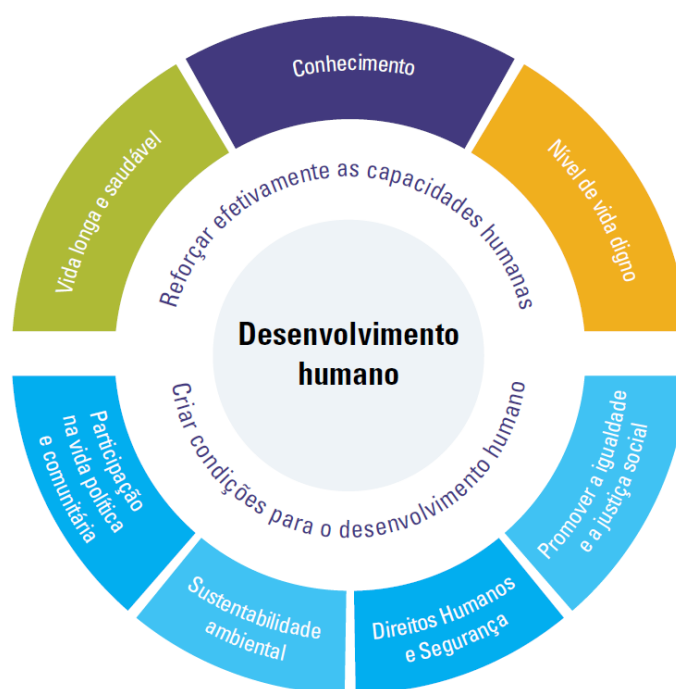 Conhecimento
Vida longa e saudável
Nível de vida digno
Reforçar efetivamente as capacidades humanas
Desenvolvimento
humano
Criar condições para o desenvolvimento humano
Participação
na vida política
e comunitária
Sustentabilidade
ambiental
Direitos Humanos
e Segurança
Promover a igualdade
e a justiça social